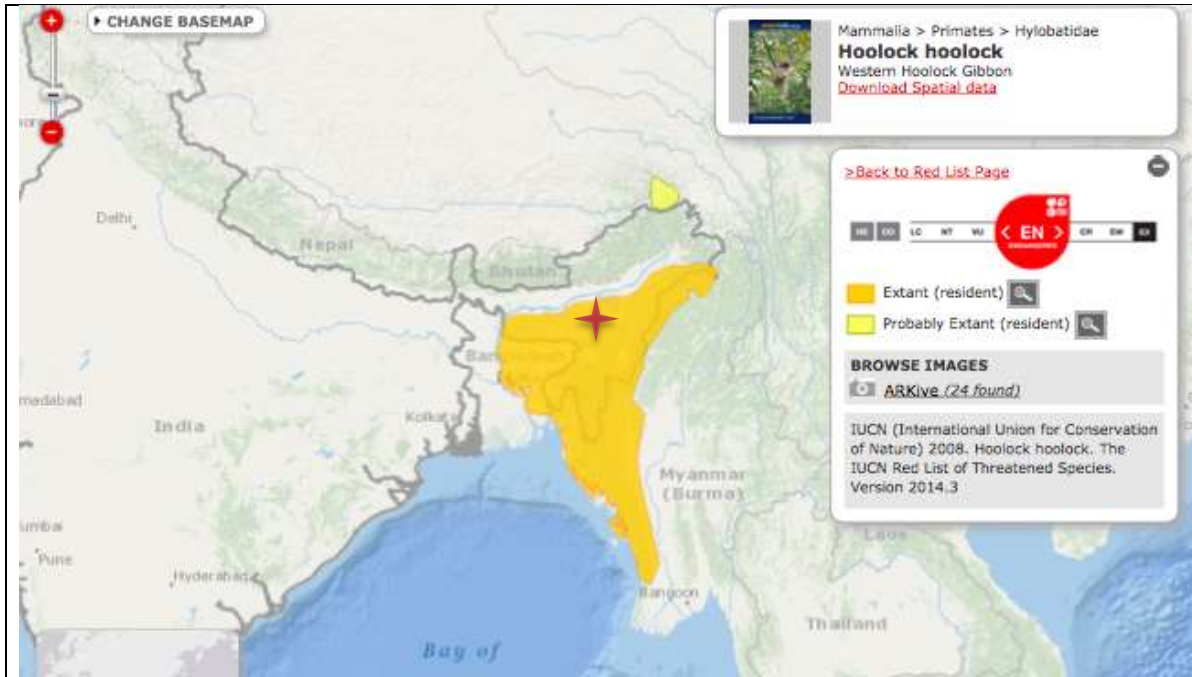 CHANGE BASEMAP
Mammalia > Primates > Hylobatidae
Hoolock hoolock
Western Hoolock Gibbon
Download Spatial data
>Back to Red List Page
LC NT VU < EN > EW EX
ENDANGERED
Extant (resident)
Probably Extant (resident)
BROWSE IMAGES
ARKive (24 found)
IUCN (International Union for Conservation
of Nature) 2008. Hoolock hoolock. The
IUCN Red List of Threatened Species.
Version 2014.3
Delhi
Nepal
Bhutan
Kolkata
India
Myanmar
(Burma)
Laos
Pune
Hyderabad
Rangoon
Thailand
Bay of